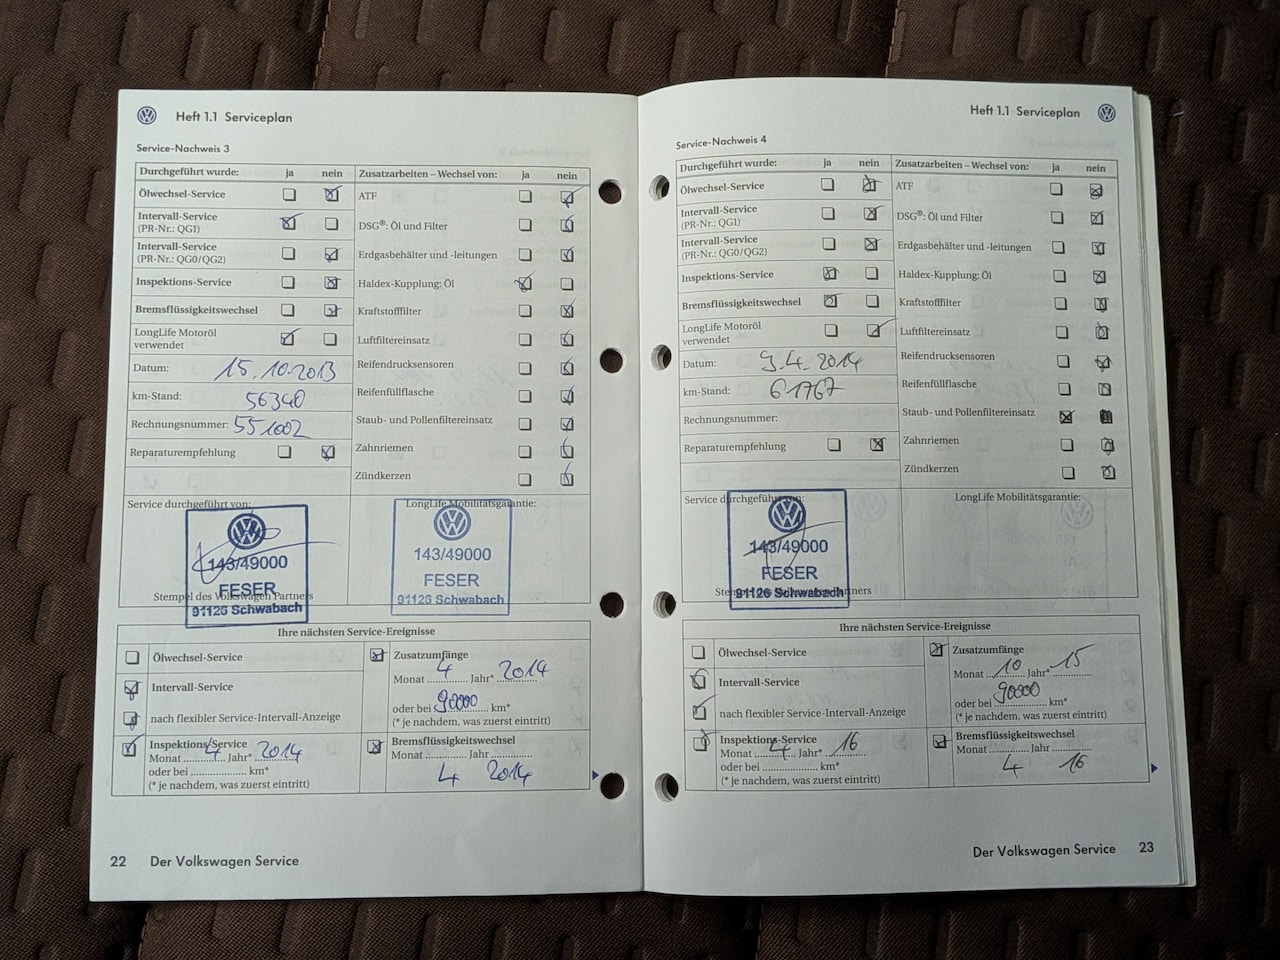 Heft 1.1 Serviceplan
Service-Nachweis 3
Durchgeführt wurde: ja nein
Ölwechsel-Service
Intervall-Service
(PR-Nr.: QG1)
Intervall-Service
(PR-Nr.: QG0/QG2)
Inspektions-Service
Bremsflüssigkeitswechsel
LongLife Motoröl
verwendet
Datum: 15.10.2013
km-Stand: 56340
Rechnungsnummer: 551002
Reparaturempfehlung
Zusatzarbeiten – Wechsel von: ja nein
ATF
DSG®: Öl und Filter
Erdgasbehälter und -leitungen
Haldex-Kupplung: Öl
Kraftstofffilter
Luftfiltereinsatz
Reifendrucksensoren
Reifenfüllflasche
Staub- und Pollenfiltereinsatz
Zahnriemen
Zündkerzen
Service durchgeführt von:
143/49000
FESER
91126 Schwabach
Stempel des Volkswagen Partners
LongLife Mobilitätsgarantie:
143/49000
FESER
91126 Schwabach
Ihre nächsten Service-Ereignisse
Ölwechsel-Service
Intervall-Service
nach flexibler Service-Intervall-Anzeige
Inspektions-Service
Monat 4 Jahr* 2014
oder bei ............ km*
(* je nachdem, was zuerst eintritt)
Zusatzumfänge
Monat 4 Jahr* 2014
oder bei 90000 km*
(* je nachdem, was zuerst eintritt)
Bremsflüssigkeitswechsel
Monat ............ Jahr ............
4 2014
22 Der Volkswagen Service
Heft 1.1 Serviceplan
Service-Nachweis 4
Durchgeführt wurde: ja nein
Ölwechsel-Service
Intervall-Service
(PR-Nr.: QG1)
Intervall-Service
(PR-Nr.: QG0/QG2)
Inspektions-Service
Bremsflüssigkeitswechsel
LongLife Motoröl
verwendet
Datum: 9.4.2014
km-Stand: 61767
Rechnungsnummer:
Reparaturempfehlung
Zusatzarbeiten – Wechsel von: ja nein
ATF
DSG®: Öl und Filter
Erdgasbehälter und -leitungen
Haldex-Kupplung: Öl
Kraftstofffilter
Luftfiltereinsatz
Reifendrucksensoren
Reifenfüllflasche
Staub- und Pollenfiltereinsatz
Zahnriemen
Zündkerzen
Service durchgeführt von:
143/49000
FESER
91126 Schwabach
LongLife Mobilitätsgarantie:
Ihre nächsten Service-Ereignisse
Ölwechsel-Service
Intervall-Service
nach flexibler Service-Intervall-Anzeige
Inspektions-Service
Monat 4 Jahr* 16
oder bei ............ km*
(* je nachdem, was zuerst eintritt)
Zusatzumfänge
Monat 10 Jahr* 15
oder bei 90000 km*
(* je nachdem, was zuerst eintritt)
Bremsflüssigkeitswechsel
Monat ............ Jahr ............
4 16
Der Volkswagen Service 23